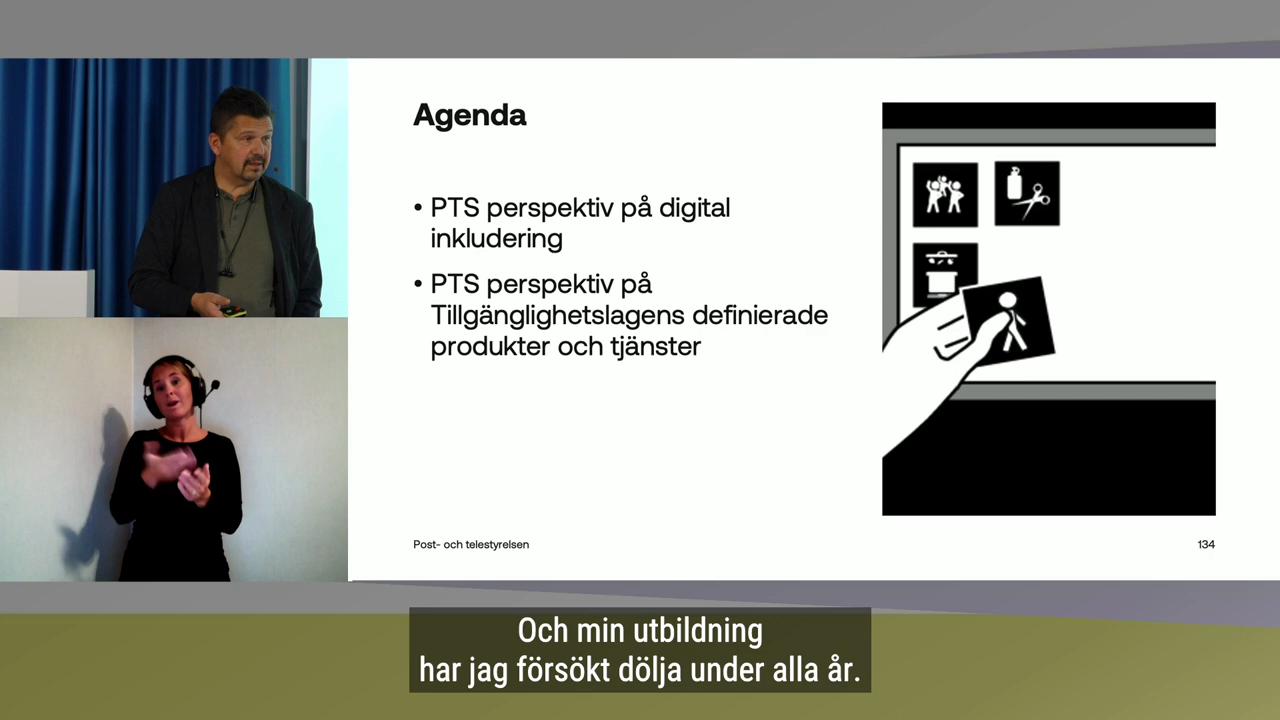 Agenda
• PTS perspektiv på digital
inkludering
• PTS perspektiv på
Tillgänglighetslagens definierade
produkter och tjänster
Post- och telestyrelsen
134
Och min utbildning
har jag försökt dölja under alla år.